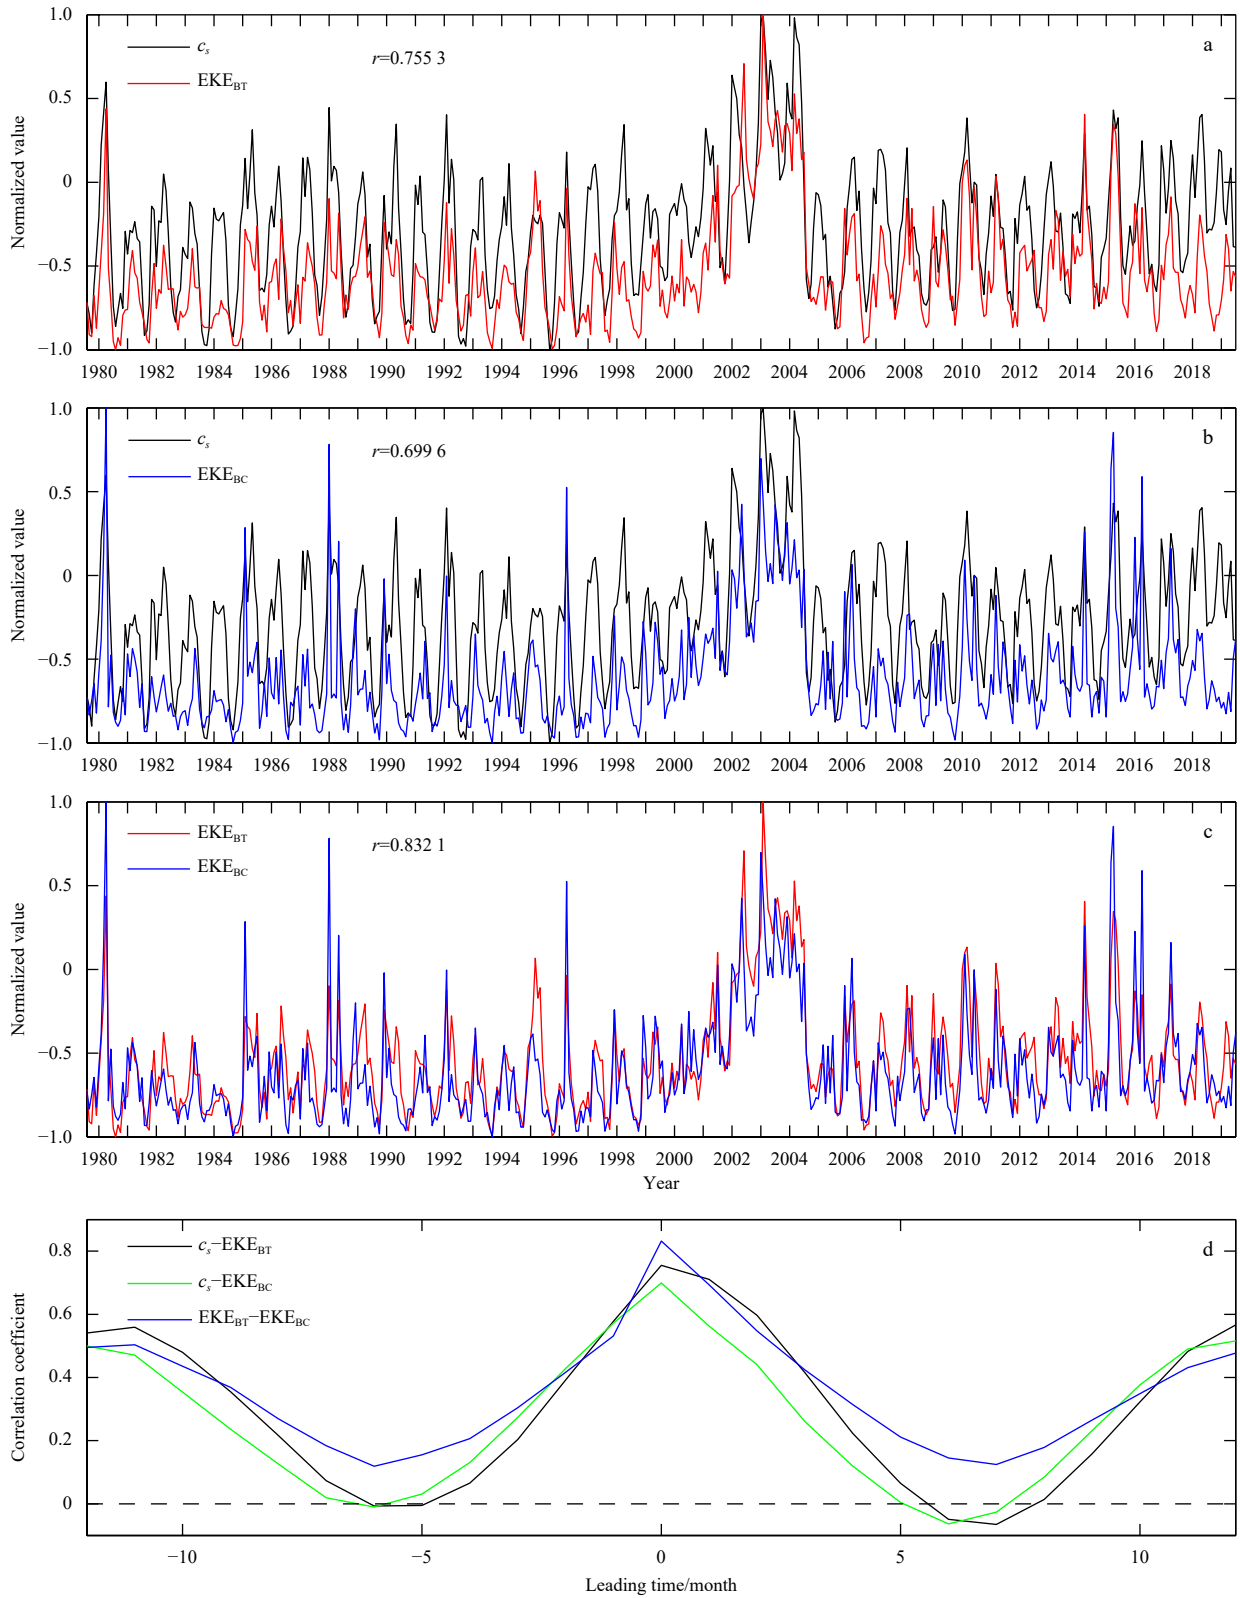 1.0
c_s
r=0.755 3
a
EKE_BT
0.5
0
−0.5
−1.0
Normalized value
1980 1982 1984 1986 1988 1990 1992 1994 1996 1998 2000 2002 2004 2006 2008 2010 2012 2014 2016 2018
1.0
c_s
r=0.699 6
b
EKE_BC
0.5
0
−0.5
−1.0
Normalized value
1980 1982 1984 1986 1988 1990 1992 1994 1996 1998 2000 2002 2004 2006 2008 2010 2012 2014 2016 2018
1.0
EKE_BT
r=0.832 1
c
EKE_BC
0.5
0
−0.5
−1.0
Normalized value
1980 1982 1984 1986 1988 1990 1992 1994 1996 1998 2000 2002 2004 2006 2008 2010 2012 2014 2016 2018
Year
c_s−EKE_BT
d
c_s−EKE_BC
EKE_BT−EKE_BC
0.8
0.6
0.4
0.2
0
Correlation coefficient
−10 −5 0 5 10
Leading time/month